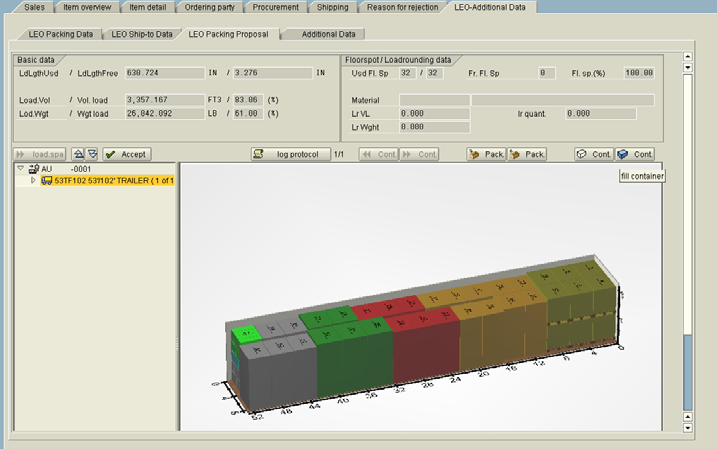 Sales Item overview Item detail Ordering party Procurement Shipping Reason for rejection LEO-Additional Data
LEO Packing Data LEO Ship-to Data LEO Packing Proposal Additional Data
Basic data
LdLgthUsd / LdLgthFree 630.724 IN / 3.276 IN
Load.Vol / Vol. load 3,357.167 FT3 / 83.06 (%)
Lod.Wgt / Wgt load 26,842.092 LB / 61.00 (%)
Floorspot / Loadrounding data
Usd Fl. Sp 32 / 32 Fr. Fl. Sp 0 Fl. sp.(%) 100.00
Material
Lr VL 0.000 lr quant. 0.000
Lr Wght 0.000
load.spa Accept log protocol 1/1 Cont. Cont. Pack. Pack. Cont. Cont.
fill container
AU -0001
53TF102 53'/102' TRAILER ( 1 of 1
52 48 44 40 36 32 28 24 20 16 12 8 4 0